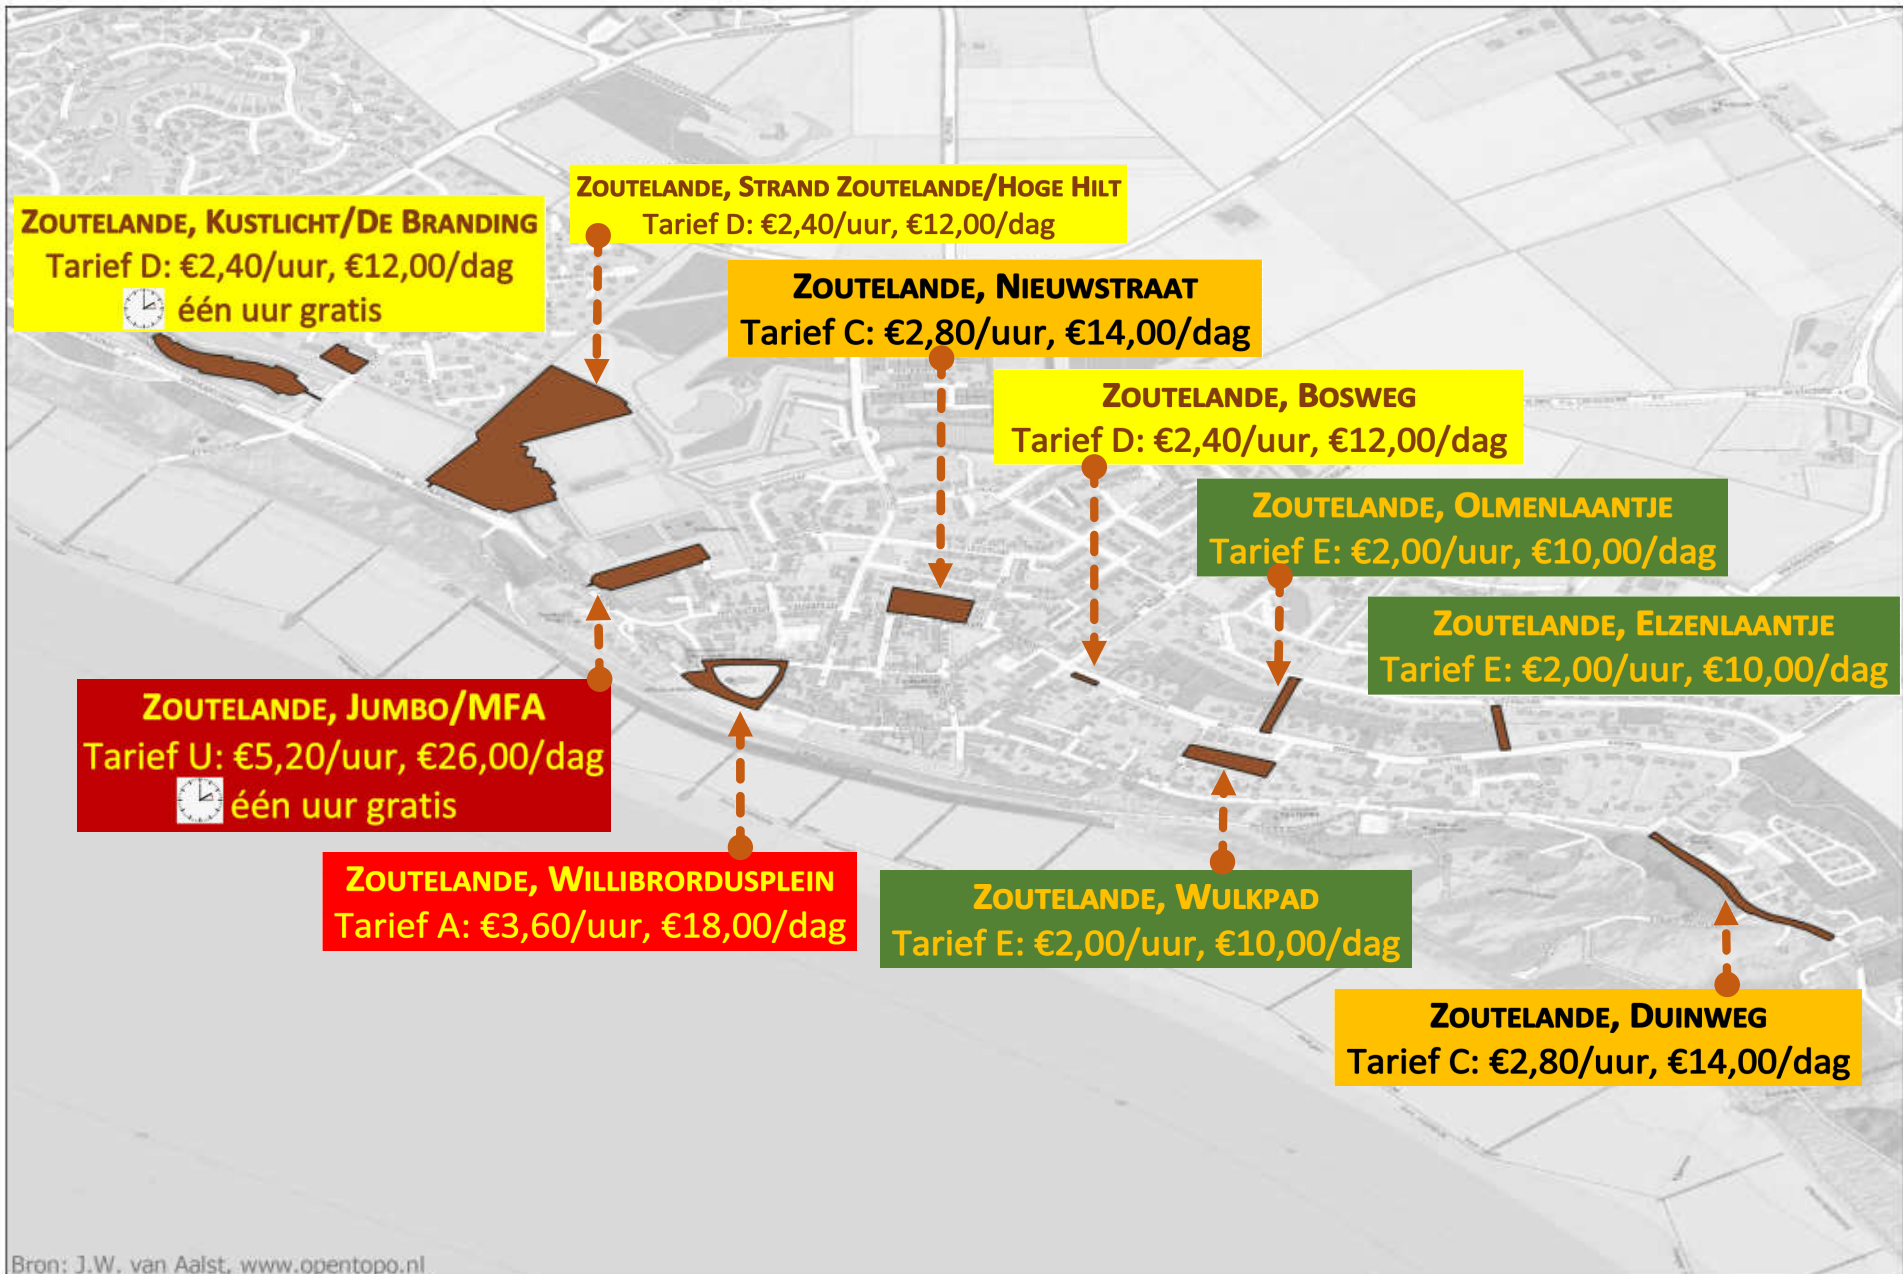 Zoutelande, Strand Zoutelande/Hoge Hilt
Tarief D: €2,40/uur, €12,00/dag
Zoutelande, Kustlicht/De Branding
Tarief D: €2,40/uur, €12,00/dag
één uur gratis
Zoutelande, Nieuwstraat
Tarief C: €2,80/uur, €14,00/dag
Zoutelande, Bosweg
Tarief D: €2,40/uur, €12,00/dag
Zoutelande, Olmenlaantje
Tarief E: €2,00/uur, €10,00/dag
Zoutelande, Elzenlaantje
Tarief E: €2,00/uur, €10,00/dag
Zoutelande, Jumbo/MFA
Tarief U: €5,20/uur, €26,00/dag
één uur gratis
Zoutelande, Willibrordusplein
Tarief A: €3,60/uur, €18,00/dag
Zoutelande, Wulkpad
Tarief E: €2,00/uur, €10,00/dag
Zoutelande, Duinweg
Tarief C: €2,80/uur, €14,00/dag
Bron: J.W. van Aalst, www.opentopo.nl